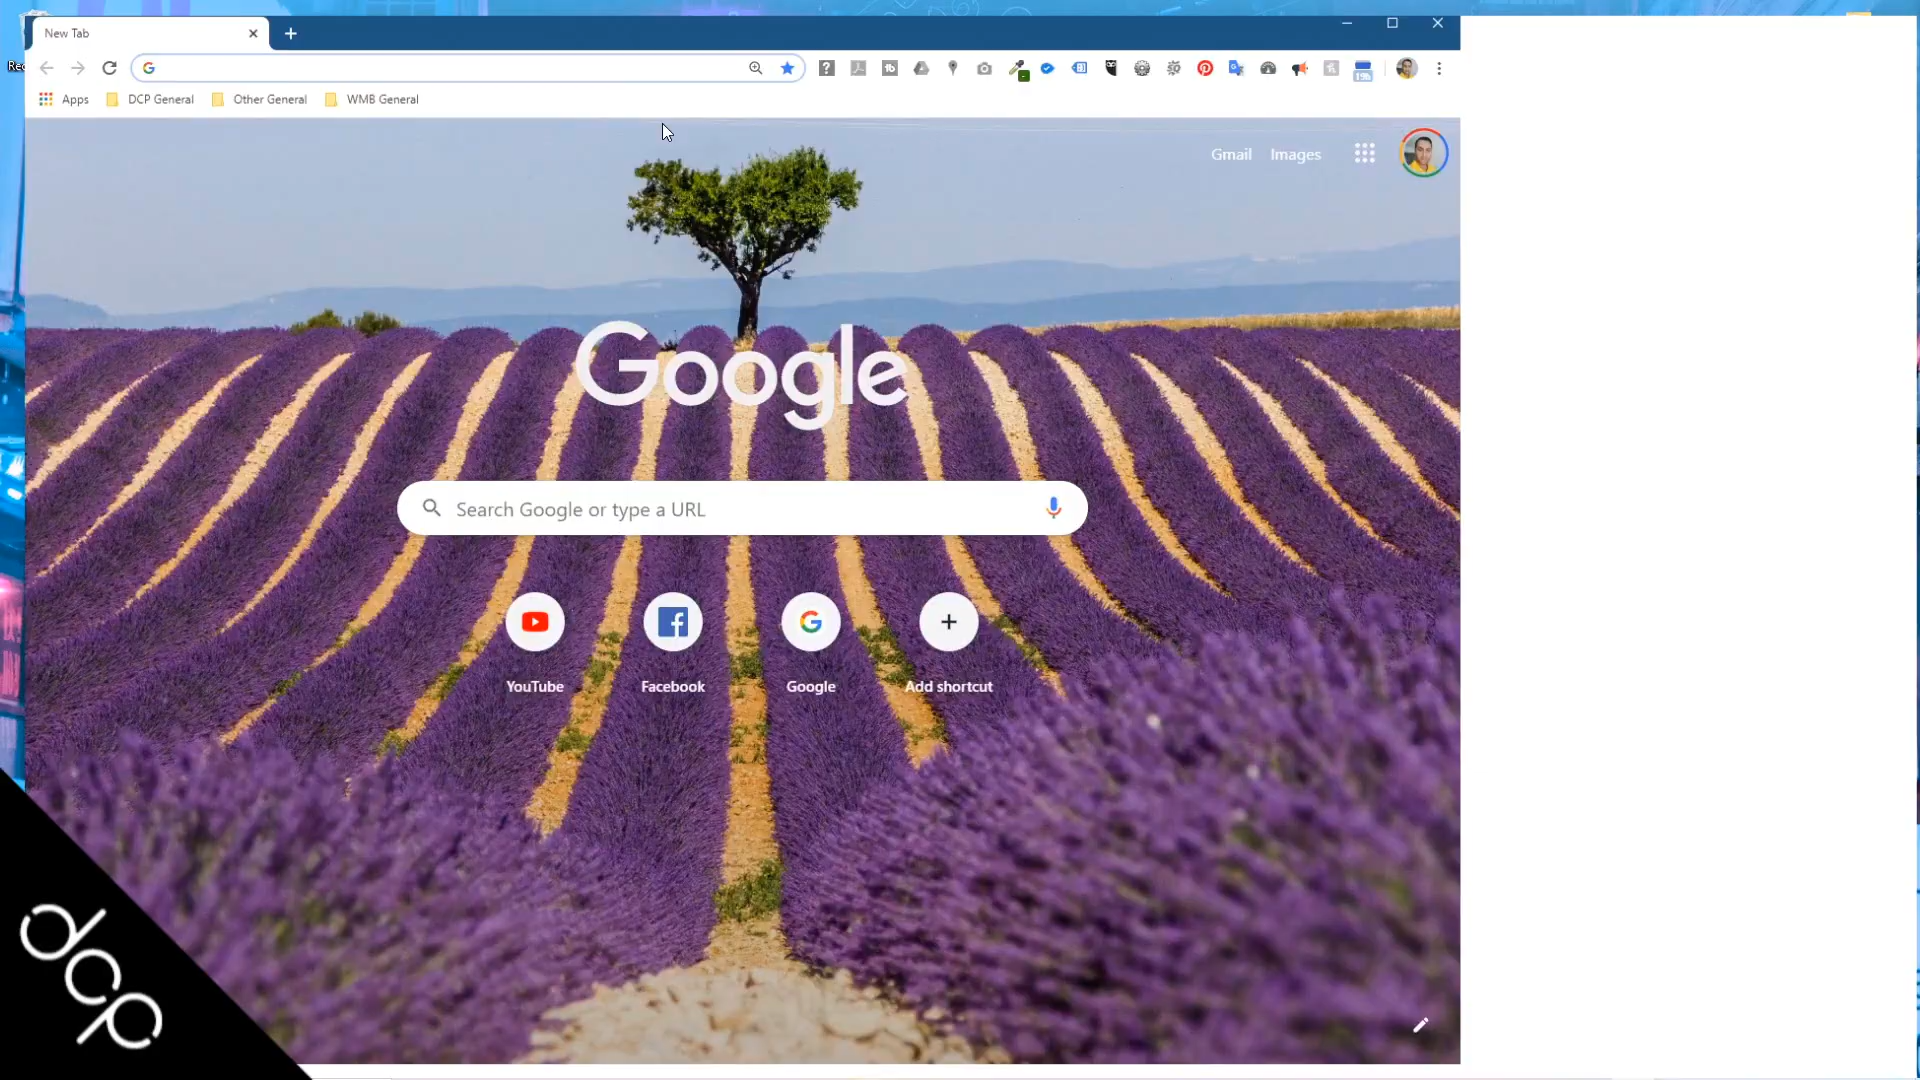 New Tab
Rec
Apps DCP General Other General WMB General
Gmail Images
Google
Search Google or type a URL
YouTube Facebook Google Add shortcut
dcp